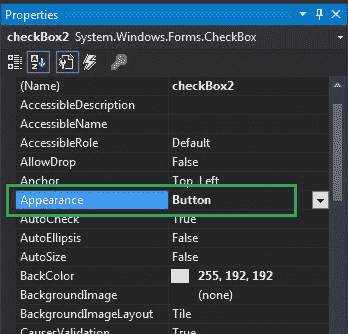 Properties
checkBox2 System.Windows.Forms.CheckBox
(Name) checkBox2
AccessibleDescription
AccessibleName
AccessibleRole Default
AllowDrop False
Anchor Top, Left
Appearance Button
AutoCheck True
AutoEllipsis False
AutoSize False
BackColor 255, 192, 192
BackgroundImage (none)
BackgroundImageLayout Tile
CausesValidation True